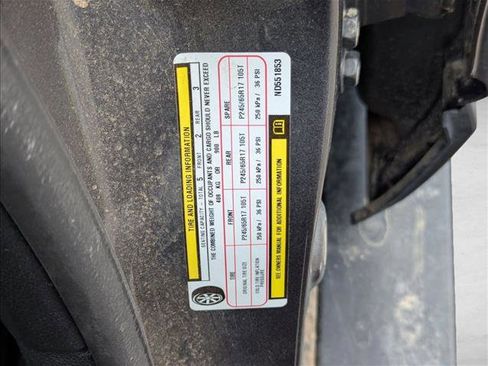 TIRE AND LOADING INFORMATION
SEATING CAPACITY - TOTAL 5 FRONT 2 REAR 3
THE COMBINED WEIGHT OF OCCUPANTS AND CARGO SHOULD NEVER EXCEED
408 KG OR 900 LB
TIRE FRONT REAR SPARE
ORIGINAL TIRE SIZE P245/65R17 105T P245/65R17 105T P245/65R17 105T
COLD TIRE INFLATION PRESSURE 250 kPa / 36 PSI 250 kPa / 36 PSI 250 kPa / 36 PSI
SEE OWNERS MANUAL FOR ADDITIONAL INFORMATION
ND551853